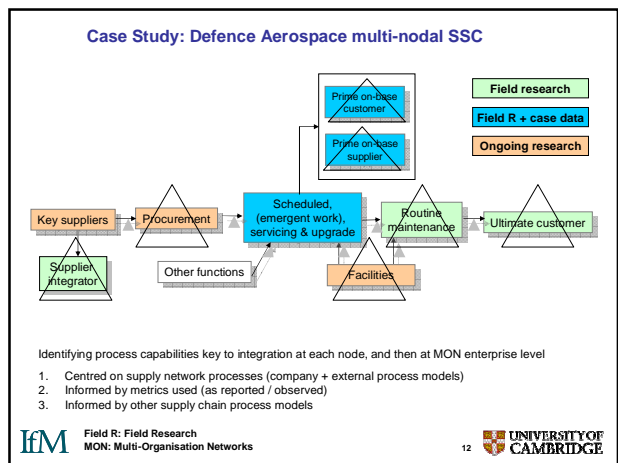 Case Study: Defence Aerospace multi-nodal SSC
Prime on-base
customer
Prime on-base
supplier
Field research
Field R + case data
Ongoing research
Key suppliers
Procurement
Scheduled,
(emergent work),
servicing & upgrade
Routine
maintenance
Ultimate customer
Supplier
integrator
Other functions
Facilities
Identifying process capabilities key to integration at each node, and then at MON enterprise level
1. Centred on supply network processes (company + external process models)
2. Informed by metrics used (as reported / observed)
3. Informed by other supply chain process models
IfM
Field R: Field Research
MON: Multi-Organisation Networks
12
UNIVERSITY OF
CAMBRIDGE